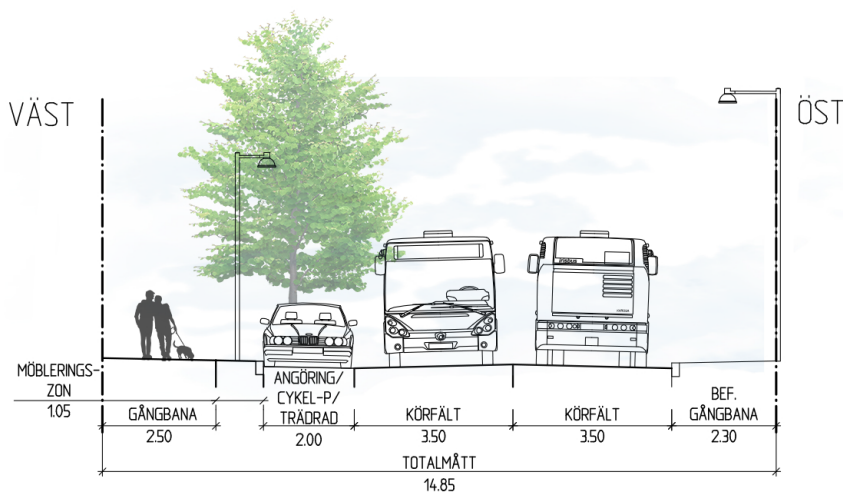 VÄST
ÖST
MÖBLERINGS-
ZON
1.05
GÅNGBANA
2.50
ANGÖRING/
CYKEL-P/
TRÄDRAD
2.00
KÖRFÄLT
3.50
KÖRFÄLT
3.50
BEF.
GÅNGBANA
2.30
TOTALMÅTT
14.85